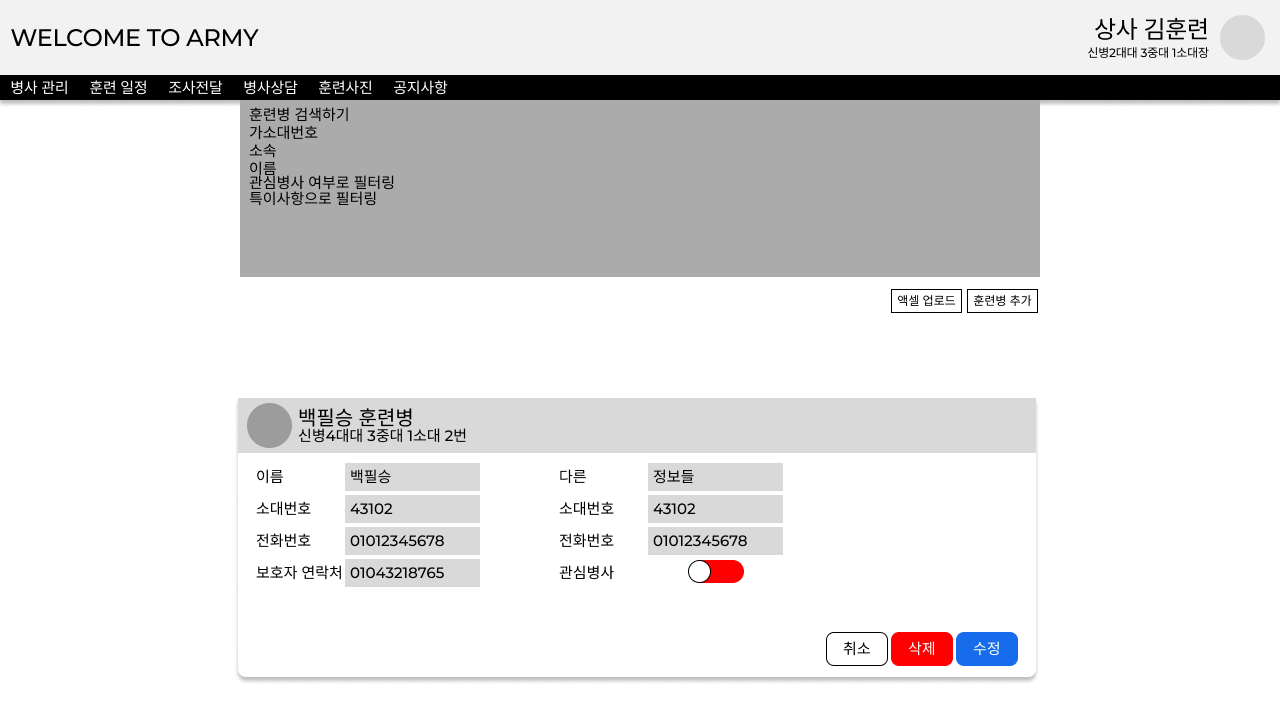 WELCOME TO ARMY
상사 김훈련
신병2대대 3중대 1소대장
병사 관리 훈련 일정 조사전달 병사상담 훈련사진 공지사항
훈련병 검색하기
가소대번호
소속
이름
관심병사 여부로 필터링
특이사항으로 필터링
액셀 업로드 훈련병 추가
백필승 훈련병
신병4대대 3중대 1소대 2번
이름 백필승 다른 정보들
소대번호 43102 소대번호 43102
전화번호 01012345678 전화번호 01012345678
보호자 연락처 01043218765 관심병사
취소 삭제 수정